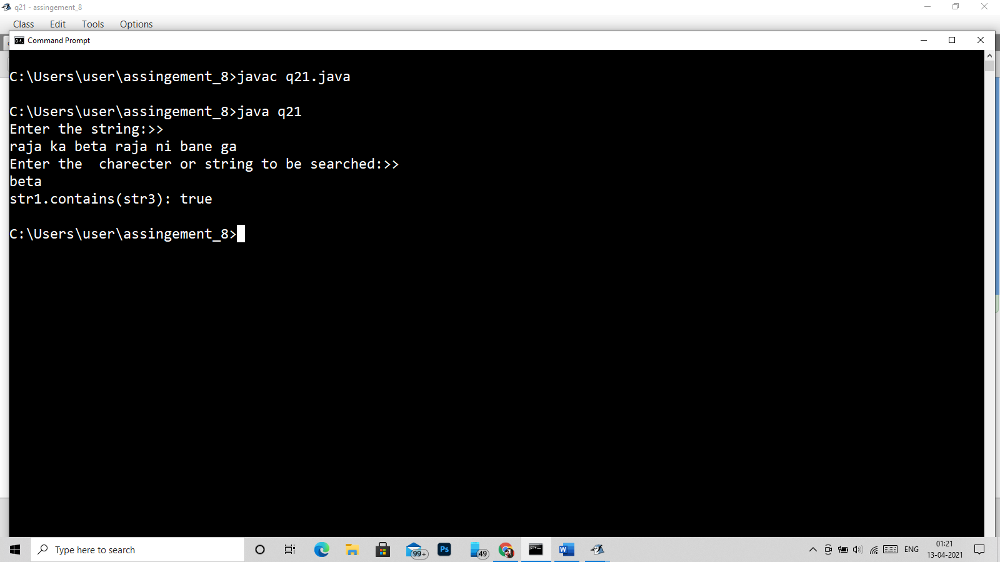 q21 - assingement_8
Class Edit Tools Options
Command Prompt
C:\Users\user\assingement_8>javac q21.java
C:\Users\user\assingement_8>java q21
Enter the string:>>
raja ka beta raja ni bane ga
Enter the  charecter or string to be searched:>>
beta
str1.contains(str3): true
C:\Users\user\assingement_8>
Type here to search
99+
Ps
49
W
ENG
01:21
13-04-2021